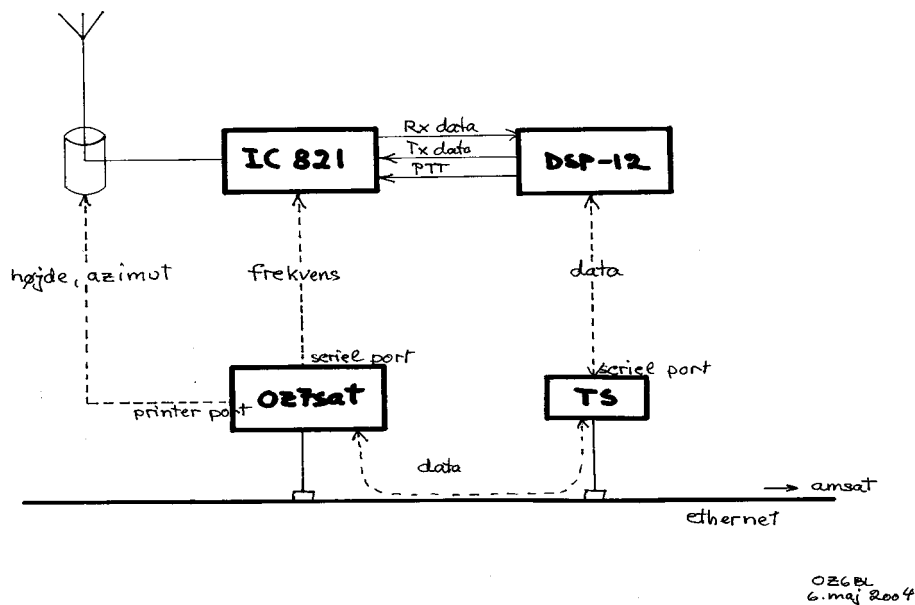 Rx data
IC 821
Tx data
DSP-12
PTT
højde, azimut
frekvens
data
seriel port
seriel port
OZ7sat
TS
printer port
data
amsat
ethernet
OZ6BL
6. maj 2004